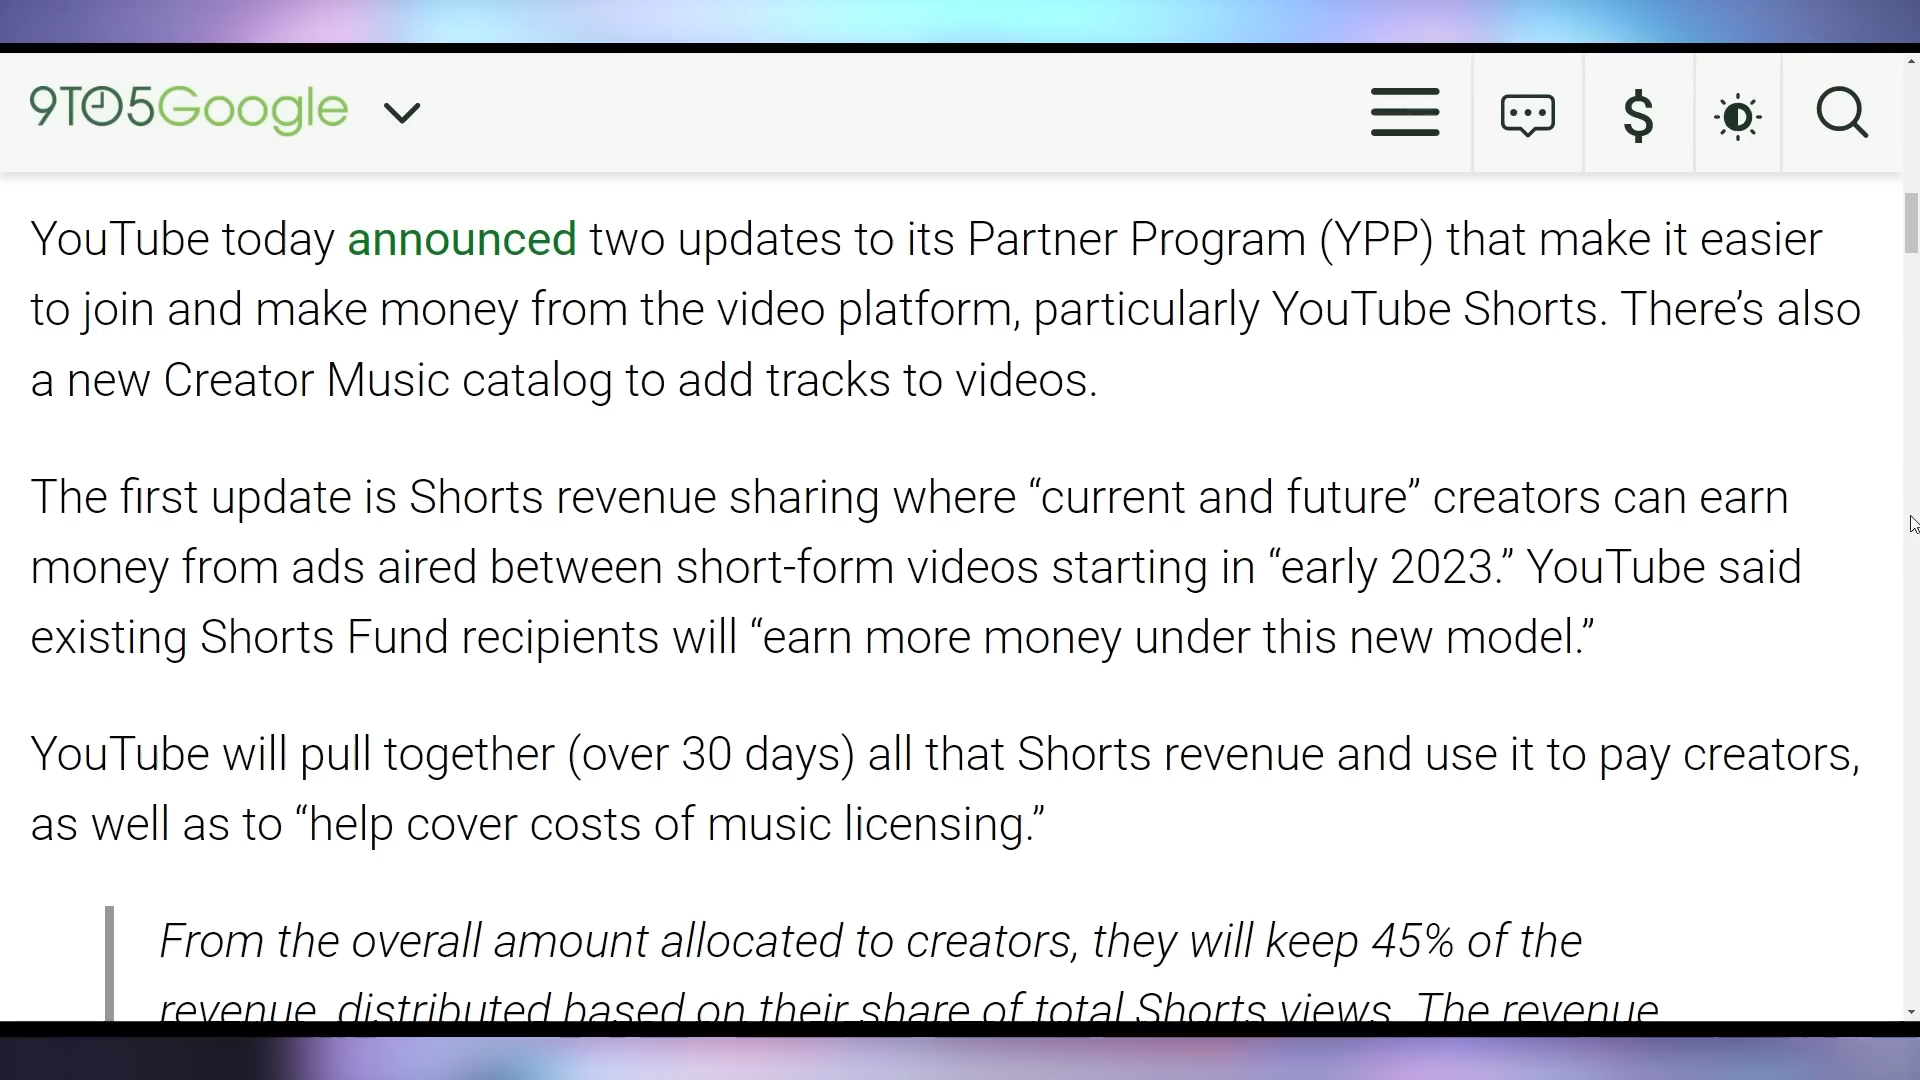 9TO5Google
YouTube today announced two updates to its Partner Program (YPP) that make it easier
to join and make money from the video platform, particularly YouTube Shorts. There’s also
a new Creator Music catalog to add tracks to videos.
The first update is Shorts revenue sharing where “current and future” creators can earn
money from ads aired between short-form videos starting in “early 2023.” YouTube said
existing Shorts Fund recipients will “earn more money under this new model.”
YouTube will pull together (over 30 days) all that Shorts revenue and use it to pay creators,
as well as to “help cover costs of music licensing.”
From the overall amount allocated to creators, they will keep 45% of the
revenue, distributed based on their share of total Shorts views. The revenue